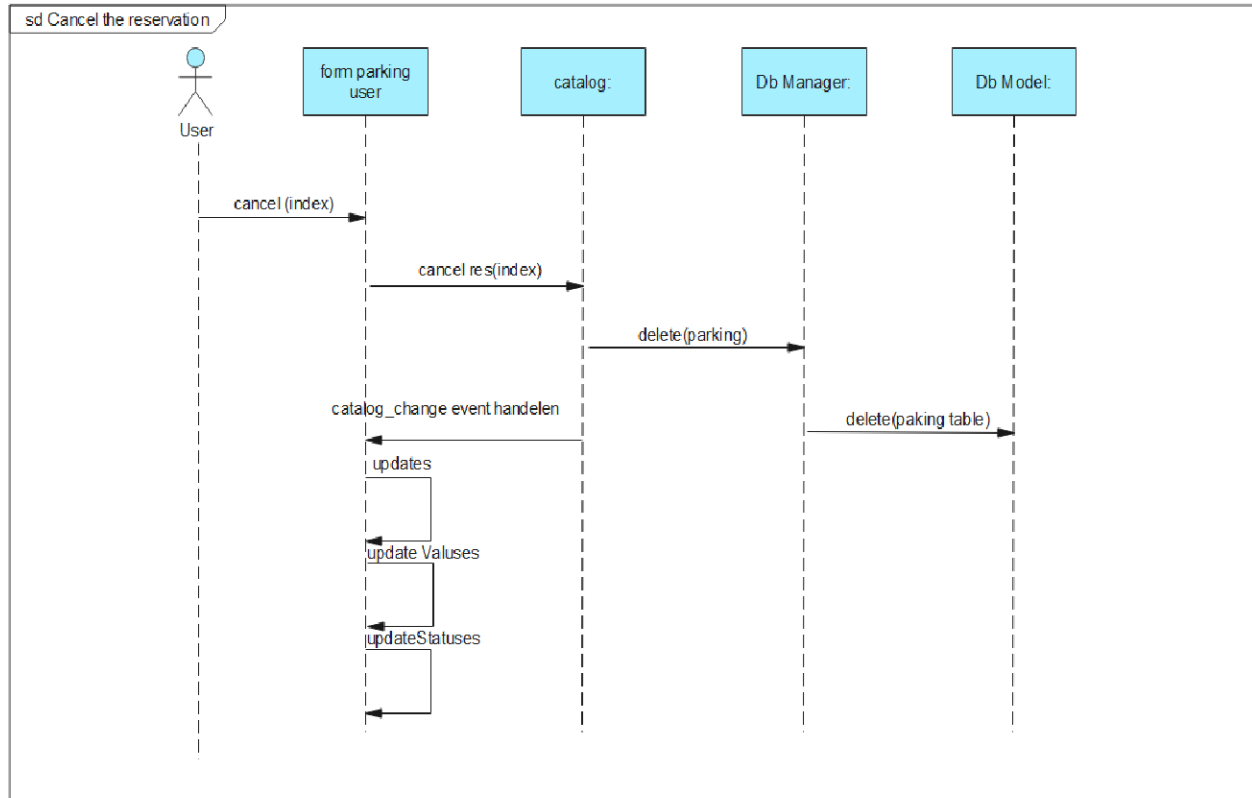 sd Cancel the reservation
form parking
user
catalog:
Db Manager:
Db Model:
User
cancel (index)
cancel res(index)
delete(parking)
catalog_change event handelen
delete(paking table)
updates
update Valuses
updateStatuses